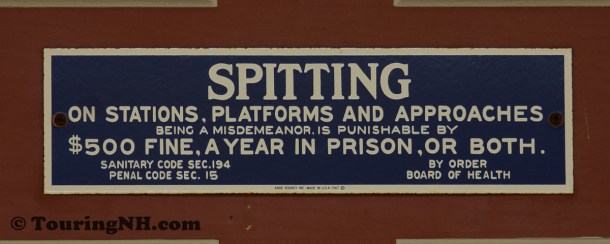 SPITTING
ON STATIONS, PLATFORMS AND APPROACHES
BEING A MISDEMEANOR, IS PUNISHABLE BY
$500 FINE, A YEAR IN PRISON, OR BOTH.
SANITARY CODE SEC. 194
PENAL CODE SEC. 15
BY ORDER
BOARD OF HEALTH
© TouringNH.com